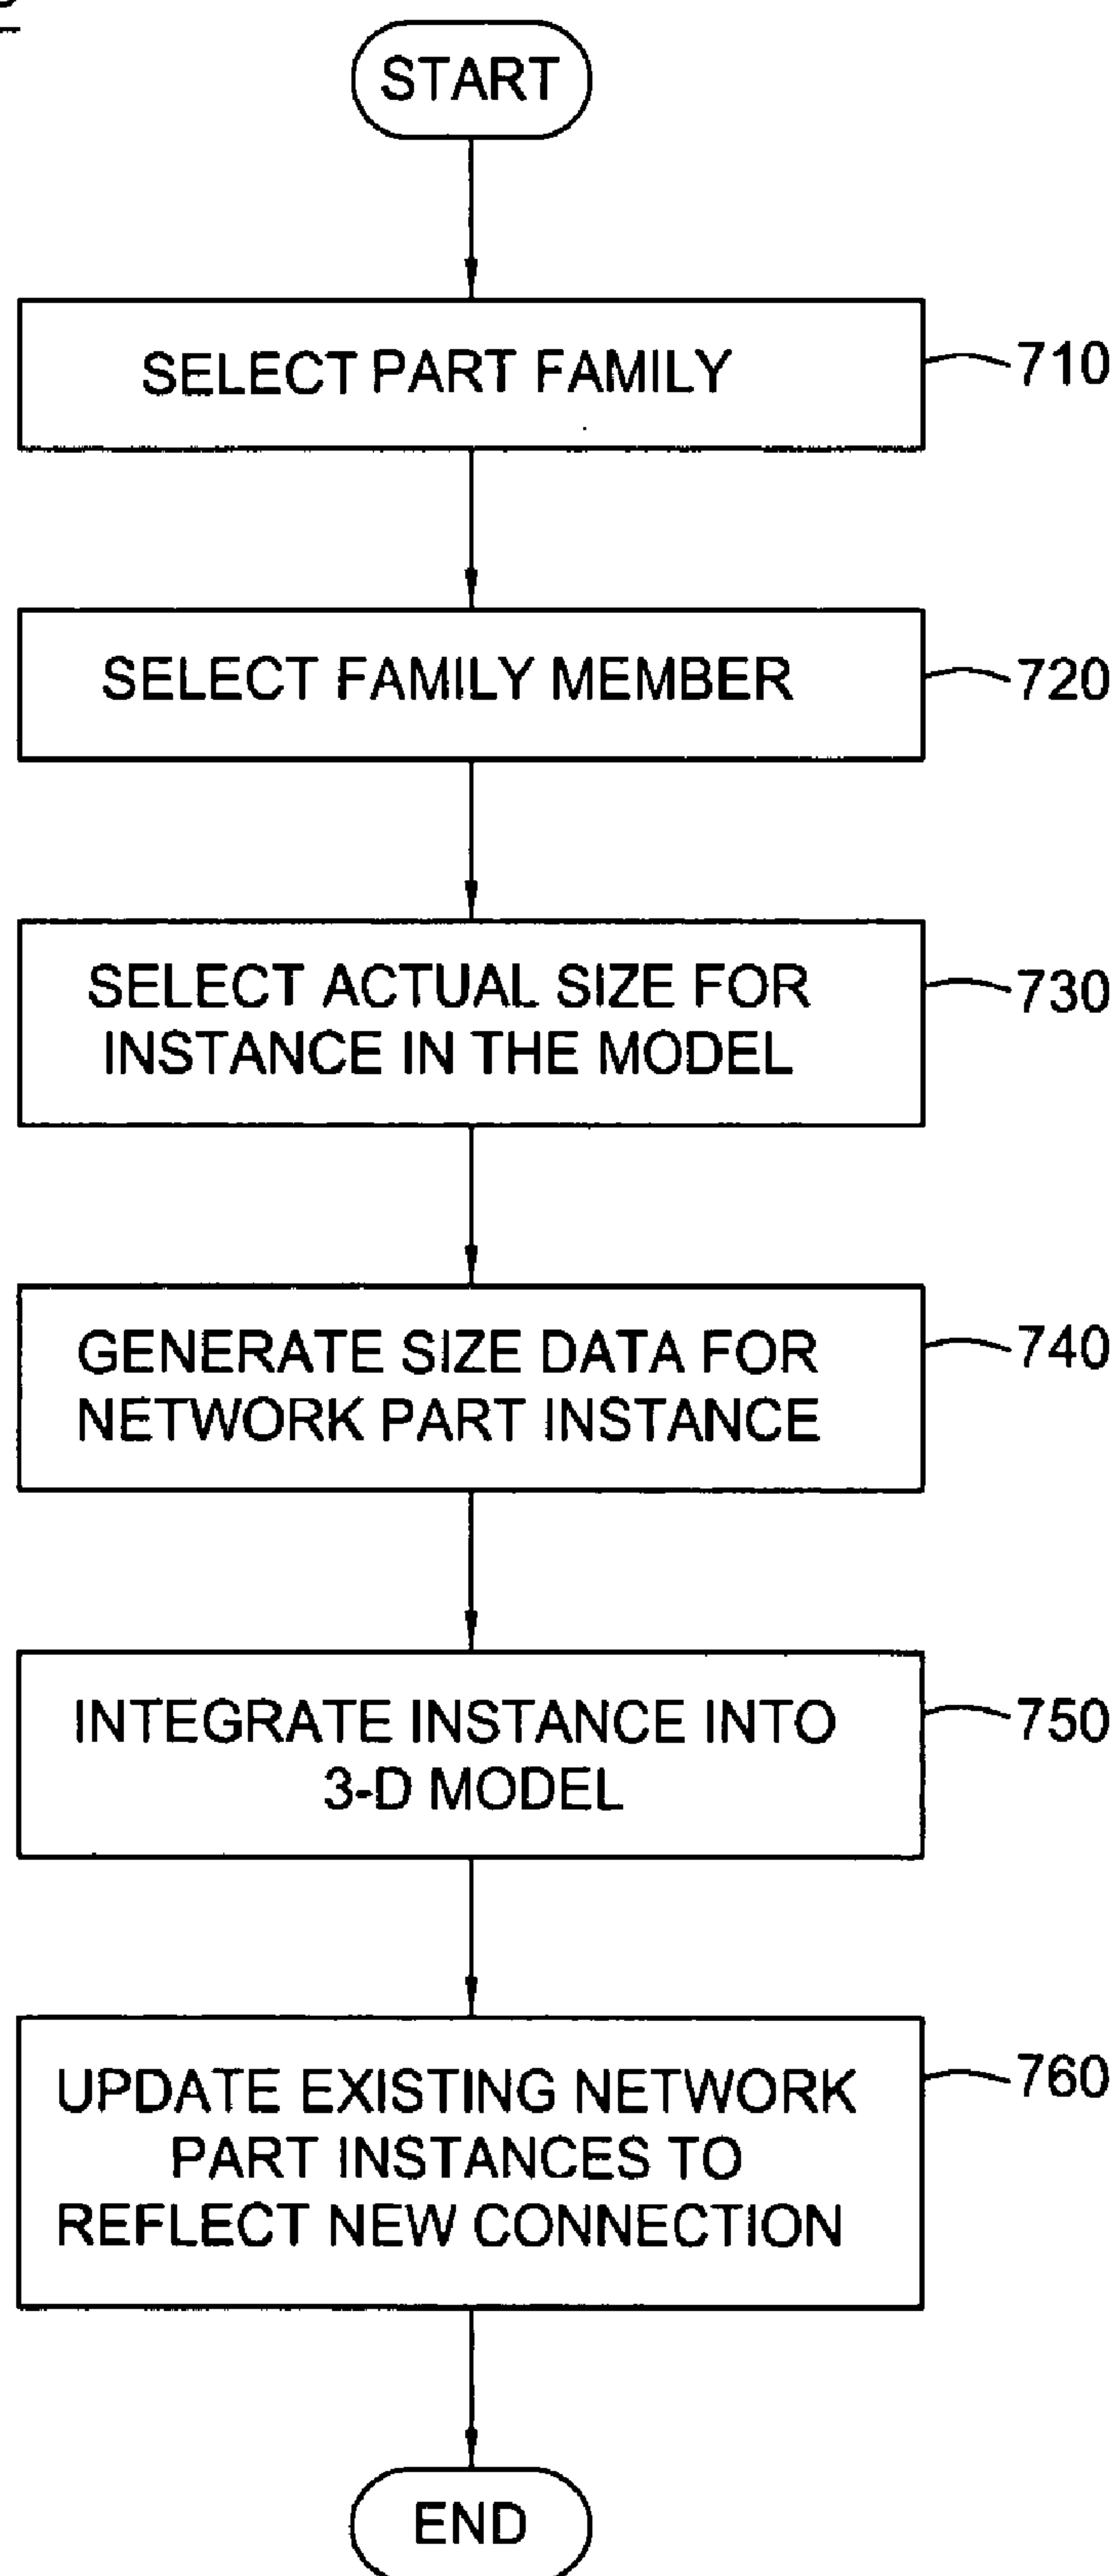 START
SELECT PART FAMILY
710
SELECT FAMILY MEMBER
720
SELECT ACTUAL SIZE FOR
INSTANCE IN THE MODEL
730
GENERATE SIZE DATA FOR
NETWORK PART INSTANCE
740
INTEGRATE INSTANCE INTO
3-D MODEL
750
UPDATE EXISTING NETWORK
PART INSTANCES TO
REFLECT NEW CONNECTION
760
END